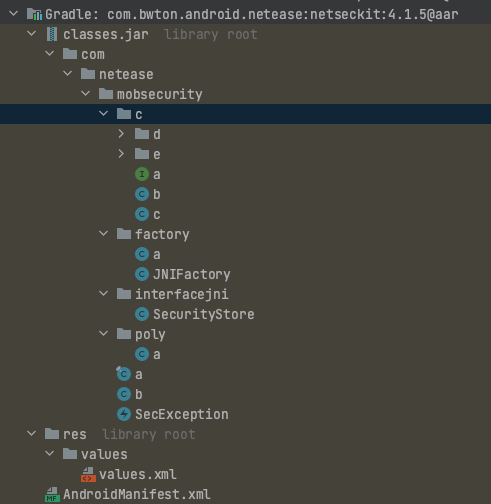 Gradle: com.bwton.android.netease:netseckit:4.1.5@aar
classes.jar library root
com
netease
mobsecurity
c
d
e
I a
C b
C c
factory
C a
C JNIFactory
interfacejni
C SecurityStore
poly
C a
C a
C b
SecException
res library root
values
values.xml
MF AndroidManifest.xml